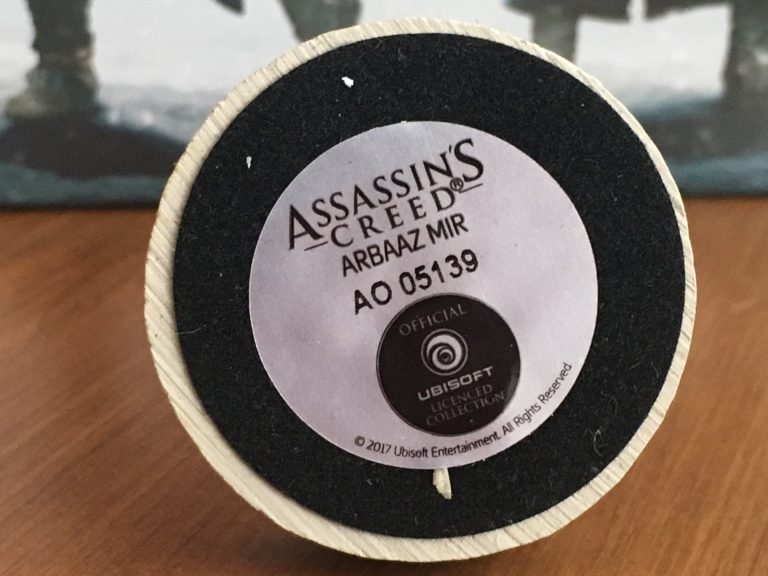 ASSASSIN'S
CREED®
ARBAAZ MIR
AO 05139
OFFICIAL
UBISOFT
LICENCED
COLLECTION
© 2017 Ubisoft Entertainment. All Rights Reserved